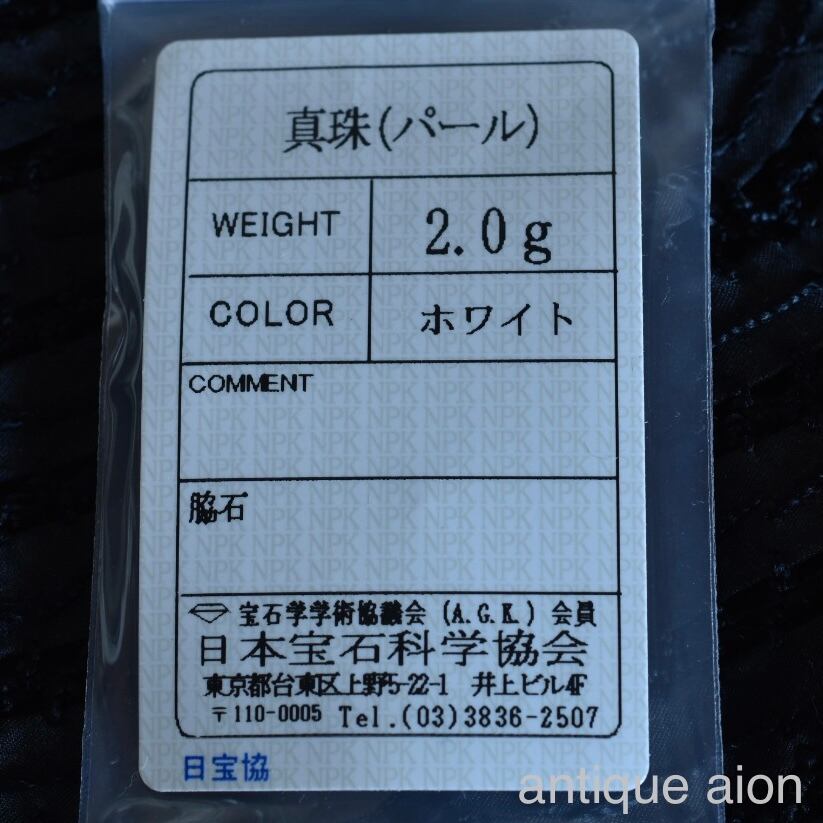 真珠(パール)
WEIGHT 2.0g
COLOR ホワイト
COMMENT
脇石
宝石学学術協議会 (A.G.K.) 会員
日本宝石科学協会
東京都台東区上野5-22-1 井上ビル4F
〒110-0005 Tel.(03)3836-2507
日宝協
antique aion